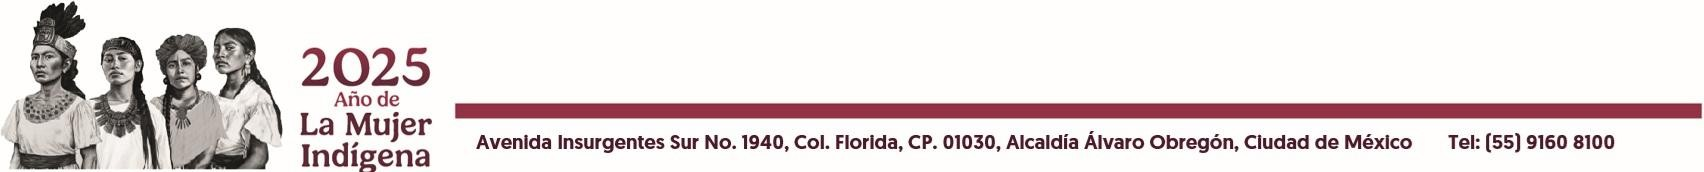 2025
Año de
La Mujer
Indígena
Avenida Insurgentes Sur No. 1940, Col. Florida, CP. 01030, Alcaldía Álvaro Obregón, Ciudad de México Tel: (55) 9160 8100